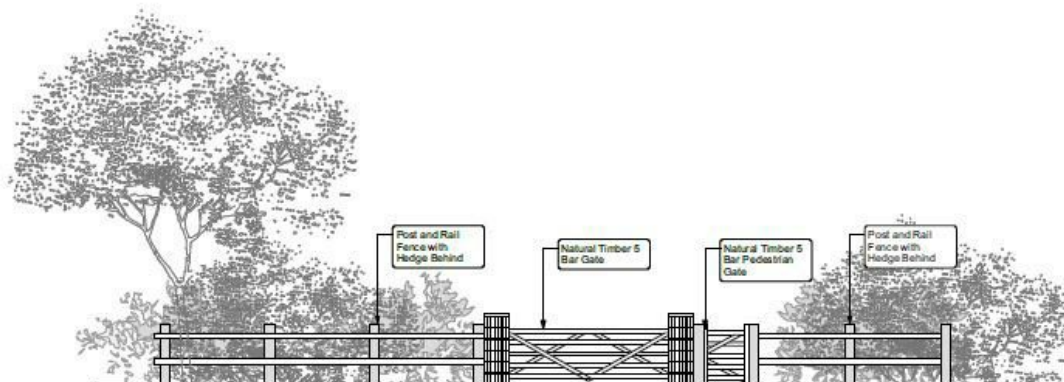 Post and Rail
Fence with
Hedge Behind
Natural Timber 5
Bar Gate
Natural Timber 5
Bar Pedestrian
Gate
Post and Rail
Fence with
Hedge Behind